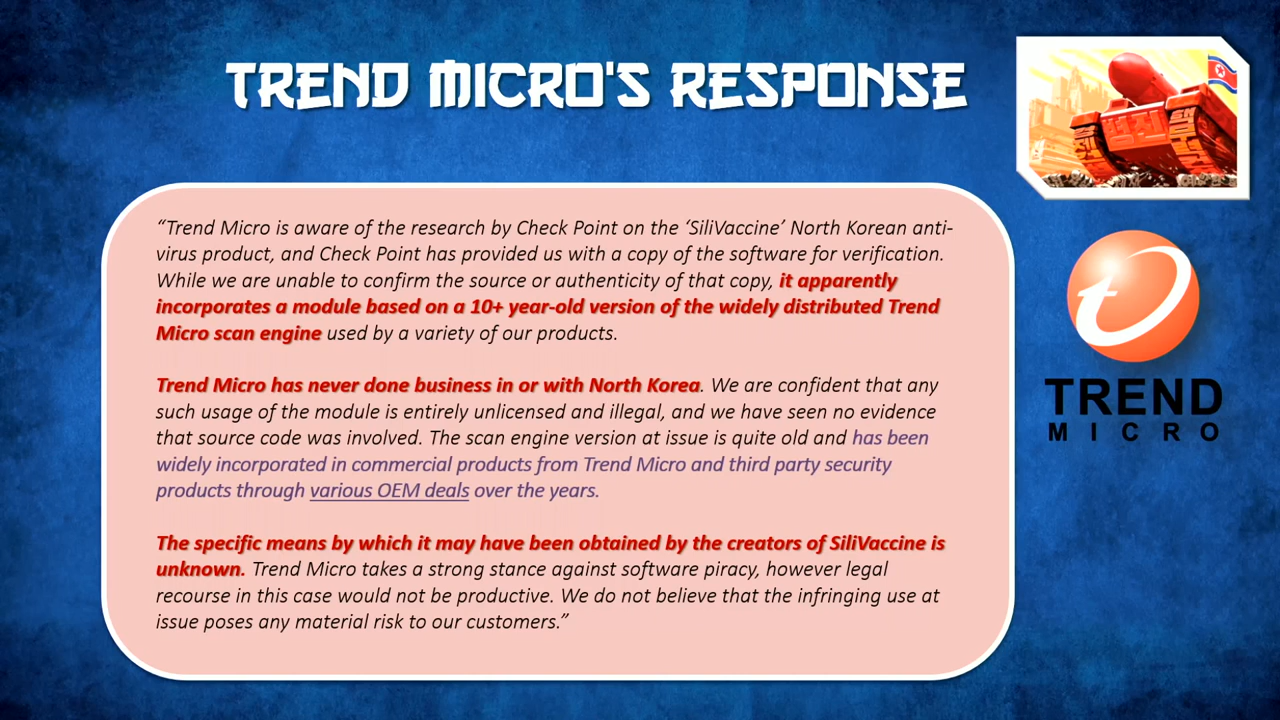 TREND MICRO'S RESPONSE
“Trend Micro is aware of the research by Check Point on the ‘SiliVaccine’ North Korean anti-
virus product, and Check Point has provided us with a copy of the software for verification.
While we are unable to confirm the source or authenticity of that copy, it apparently
incorporates a module based on a 10+ year-old version of the widely distributed Trend
Micro scan engine used by a variety of our products.
Trend Micro has never done business in or with North Korea. We are confident that any
such usage of the module is entirely unlicensed and illegal, and we have seen no evidence
that source code was involved. The scan engine version at issue is quite old and has been
widely incorporated in commercial products from Trend Micro and third party security
products through various OEM deals over the years.
The specific means by which it may have been obtained by the creators of SiliVaccine is
unknown. Trend Micro takes a strong stance against software piracy, however legal
recourse in this case would not be productive. We do not believe that the infringing use at
issue poses any material risk to our customers.”
TREND
MICRO